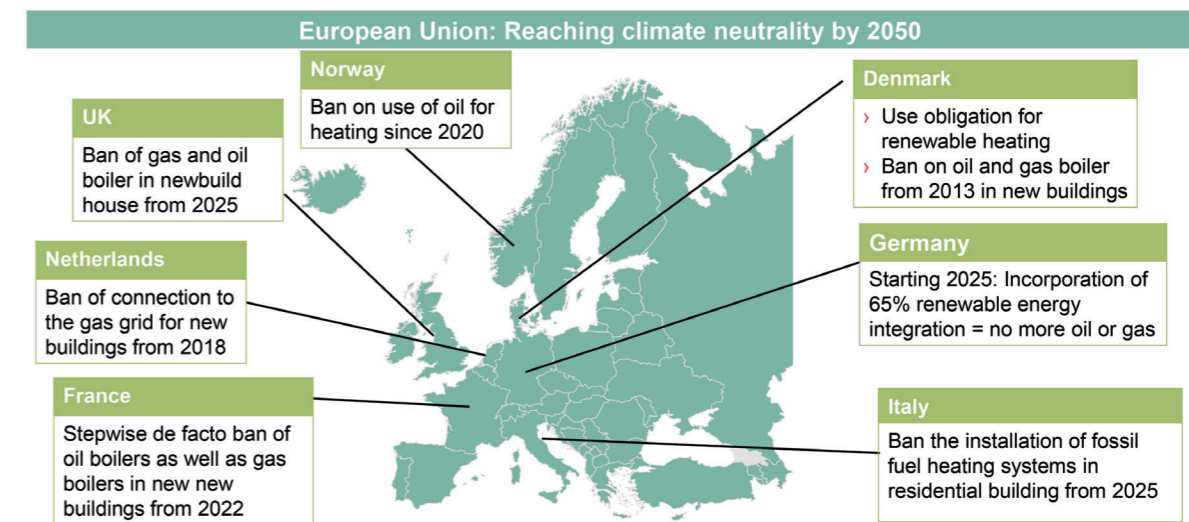 European Union: Reaching climate neutrality by 2050
Norway
Ban on use of oil for
heating since 2020
UK
Ban of gas and oil
boiler in newbuild
house from 2025
Netherlands
Ban of connection to
the gas grid for new
buildings from 2018
France
Stepwise de facto ban of
oil boilers as well as gas
boilers in new new
buildings from 2022
Denmark
› Use obligation for
renewable heating
› Ban on oil and gas boiler
from 2013 in new buildings
Germany
Starting 2025: Incorporation of
65% renewable energy
integration = no more oil or gas
Italy
Ban the installation of fossil
fuel heating systems in
residential building from 2025